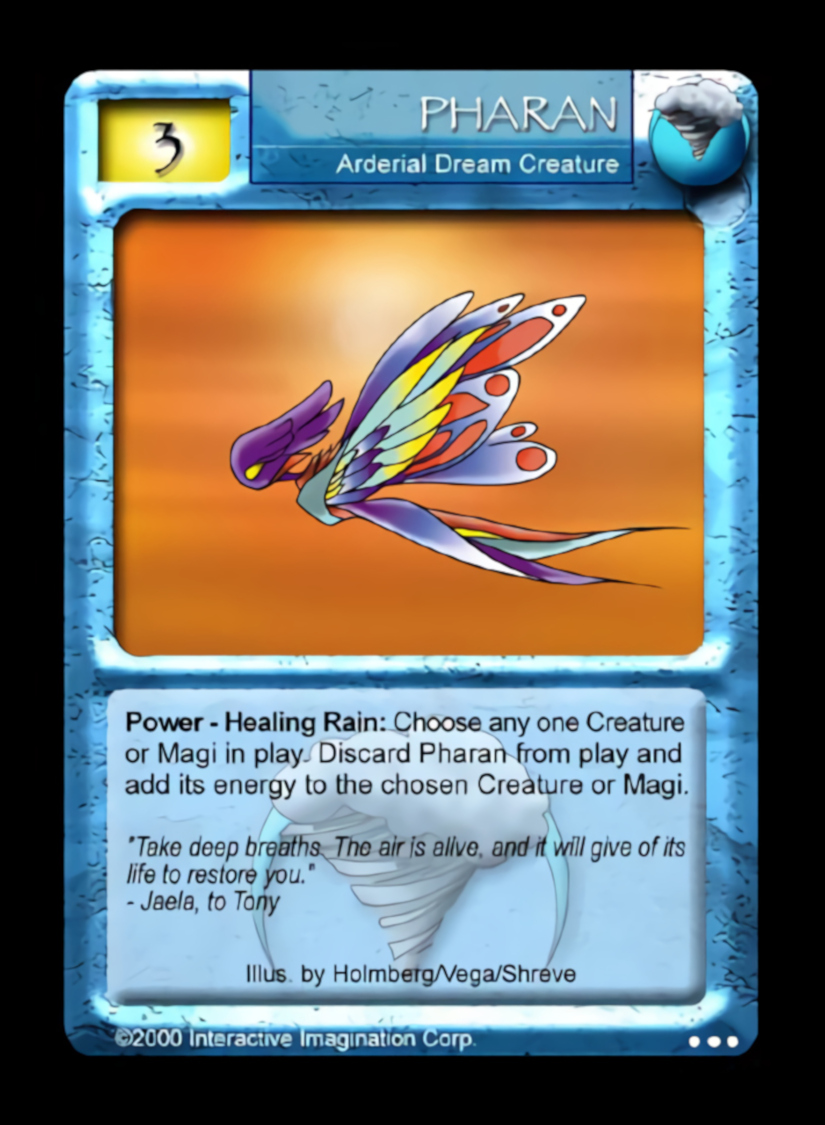 3
PHARAN
Arderial Dream Creature
Power - Healing Rain: Choose any one Creature
or Magi in play. Discard Pharan from play and
add its energy to the chosen Creature or Magi.
"Take deep breaths. The air is alive, and it will give of its
life to restore you."
- Jaela, to Tony
Illus. by Holmberg/Vega/Shreve
©2000 Interactive Imagination Corp.